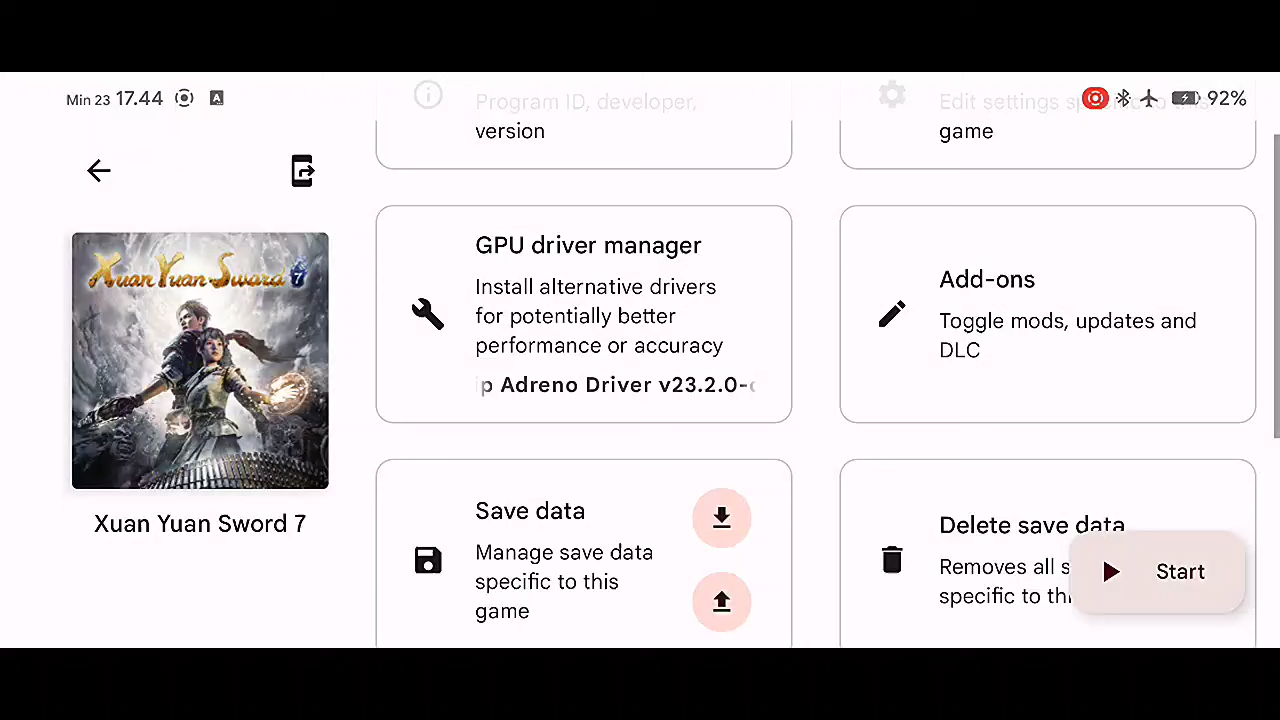 Min 23 17.44 A
92%
Program ID, developer,
version
Edit settings
game
Xuan Yuan Sword 7
Xuan Yuan Sword 7
GPU driver manager
Install alternative drivers
for potentially better
performance or accuracy
p Adreno Driver v23.2.0-
Add-ons
Toggle mods, updates and
DLC
Save data
Manage save data
specific to this
game
Delete save data
Removes all s
specific to thi
Start